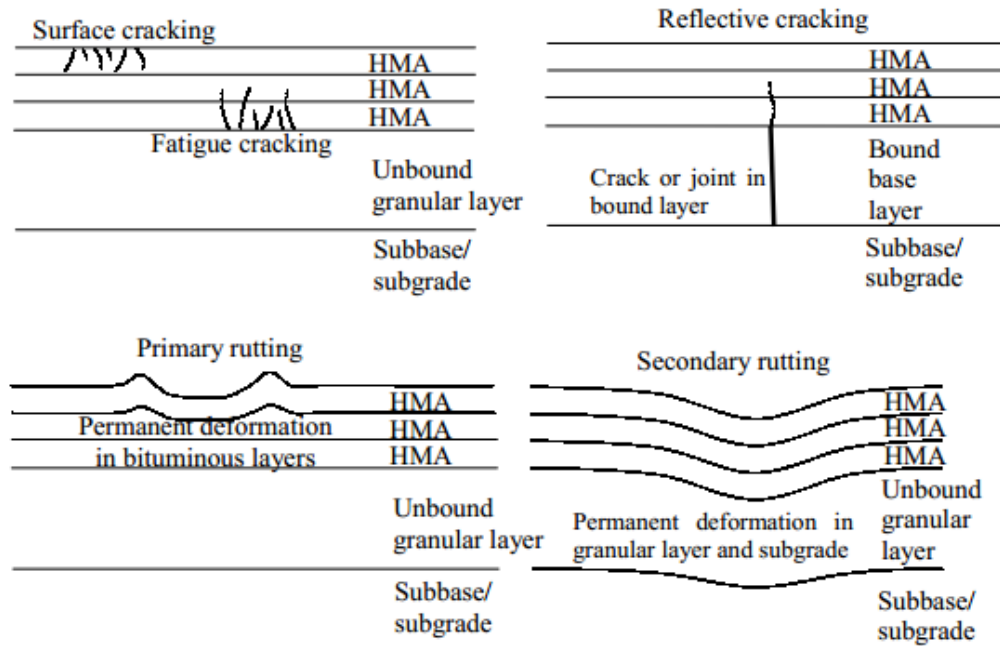 Surface cracking
HMA
HMA
HMA
Fatigue cracking
Unbound
granular layer
Subbase/
subgrade
Reflective cracking
HMA
HMA
HMA
Crack or joint in
bound layer
Bound
base
layer
Subbase/
subgrade
Primary rutting
HMA
Permanent deformation
HMA
in bituminous layers
HMA
Unbound
granular layer
Subbase/
subgrade
Secondary rutting
HMA
HMA
HMA
Unbound
granular
layer
Permanent deformation in
granular layer and subgrade
Subbase/
subgrade